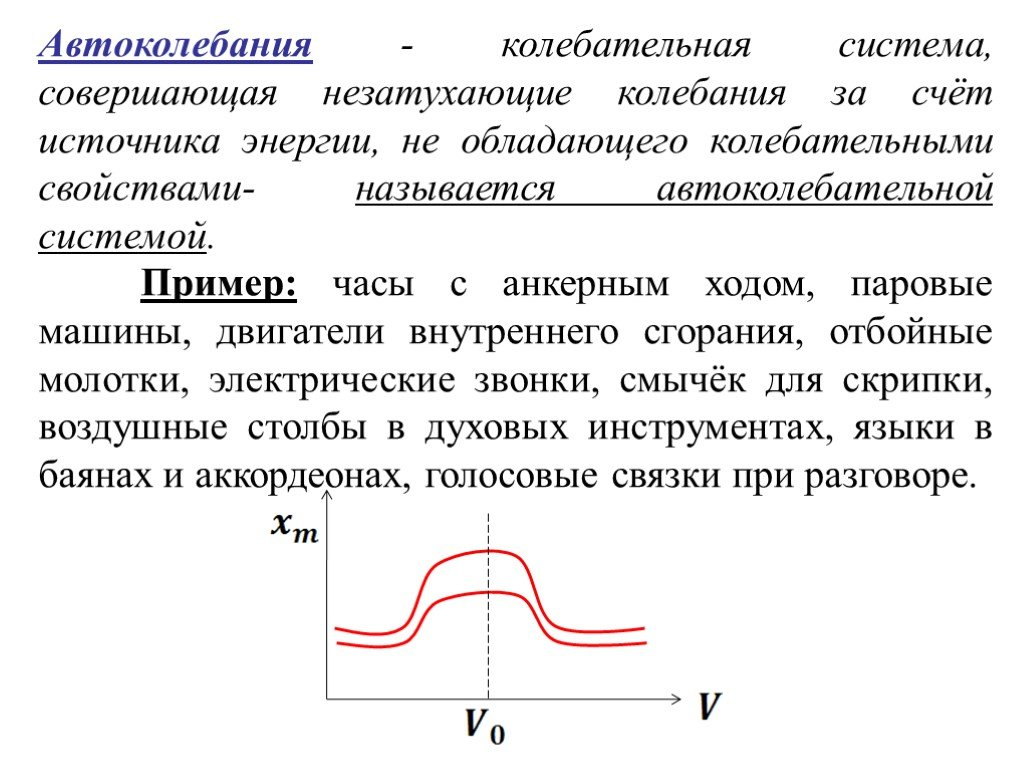 Автоколебания - колебательная система,
совершающая незатухающие колебания за счёт
источника энергии, не обладающего колебательными
свойствами- называется автоколебательной
системой.
Пример: часы с анкерным ходом, паровые
машины, двигатели внутреннего сгорания, отбойные
молотки, электрические звонки, смычёк для скрипки,
воздушные столбы в духовых инструментах, языки в
баянах и аккордеонах, голосовые связки при разговоре.
xm
V
V0